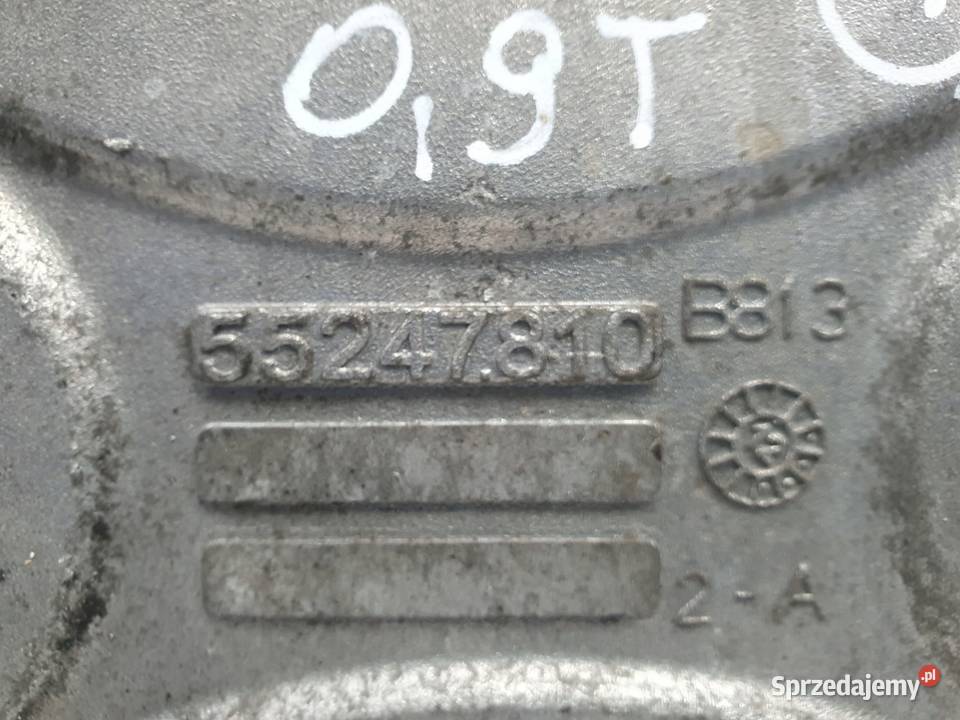 0,9T
55247810 B813
2-A
Sprzedajemy.pl